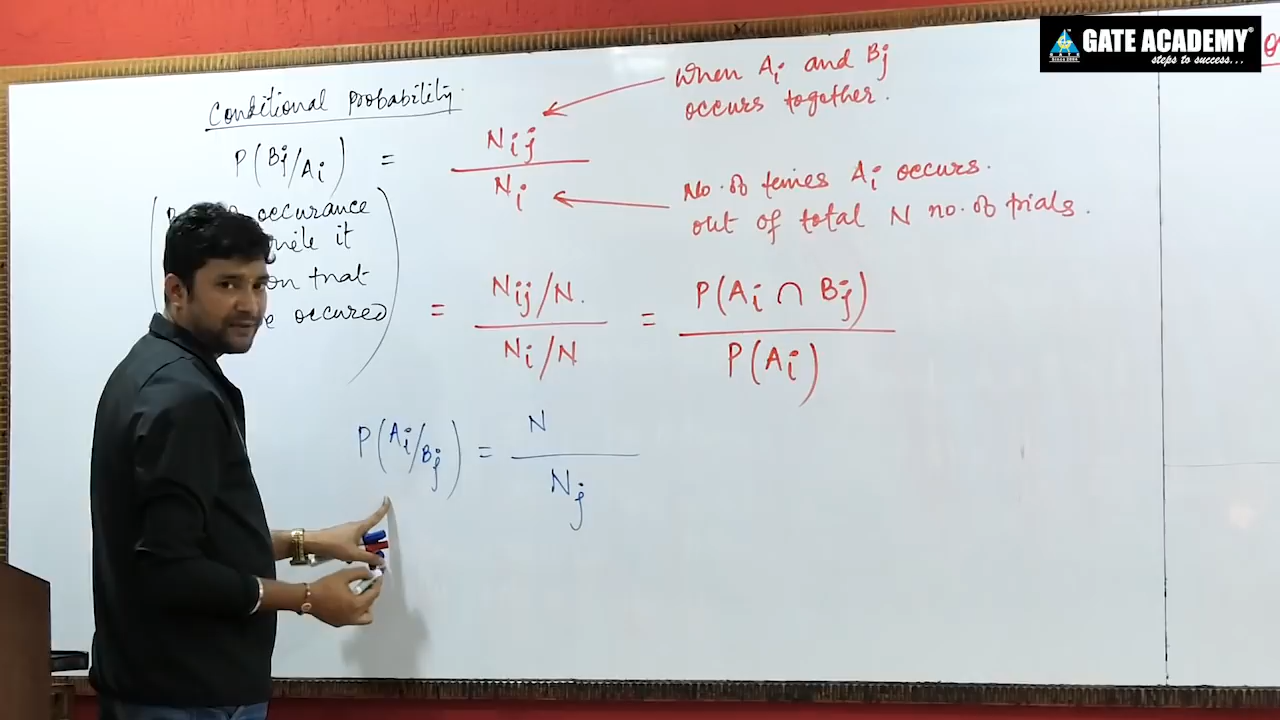 GATE ACADEMY®
steps to success...
Conditional Probability.
P(Bj/Ai) = Nij / Ni
When Ai and Bj
occurs together.
No. of times Ai occurs.
out of total N no. of trials.
occurance
it
on that
occured
= Nij/N. / Ni/N = P(Ai ∩ Bj) / P(Ai)
P(Ai/Bj) = N / Nj